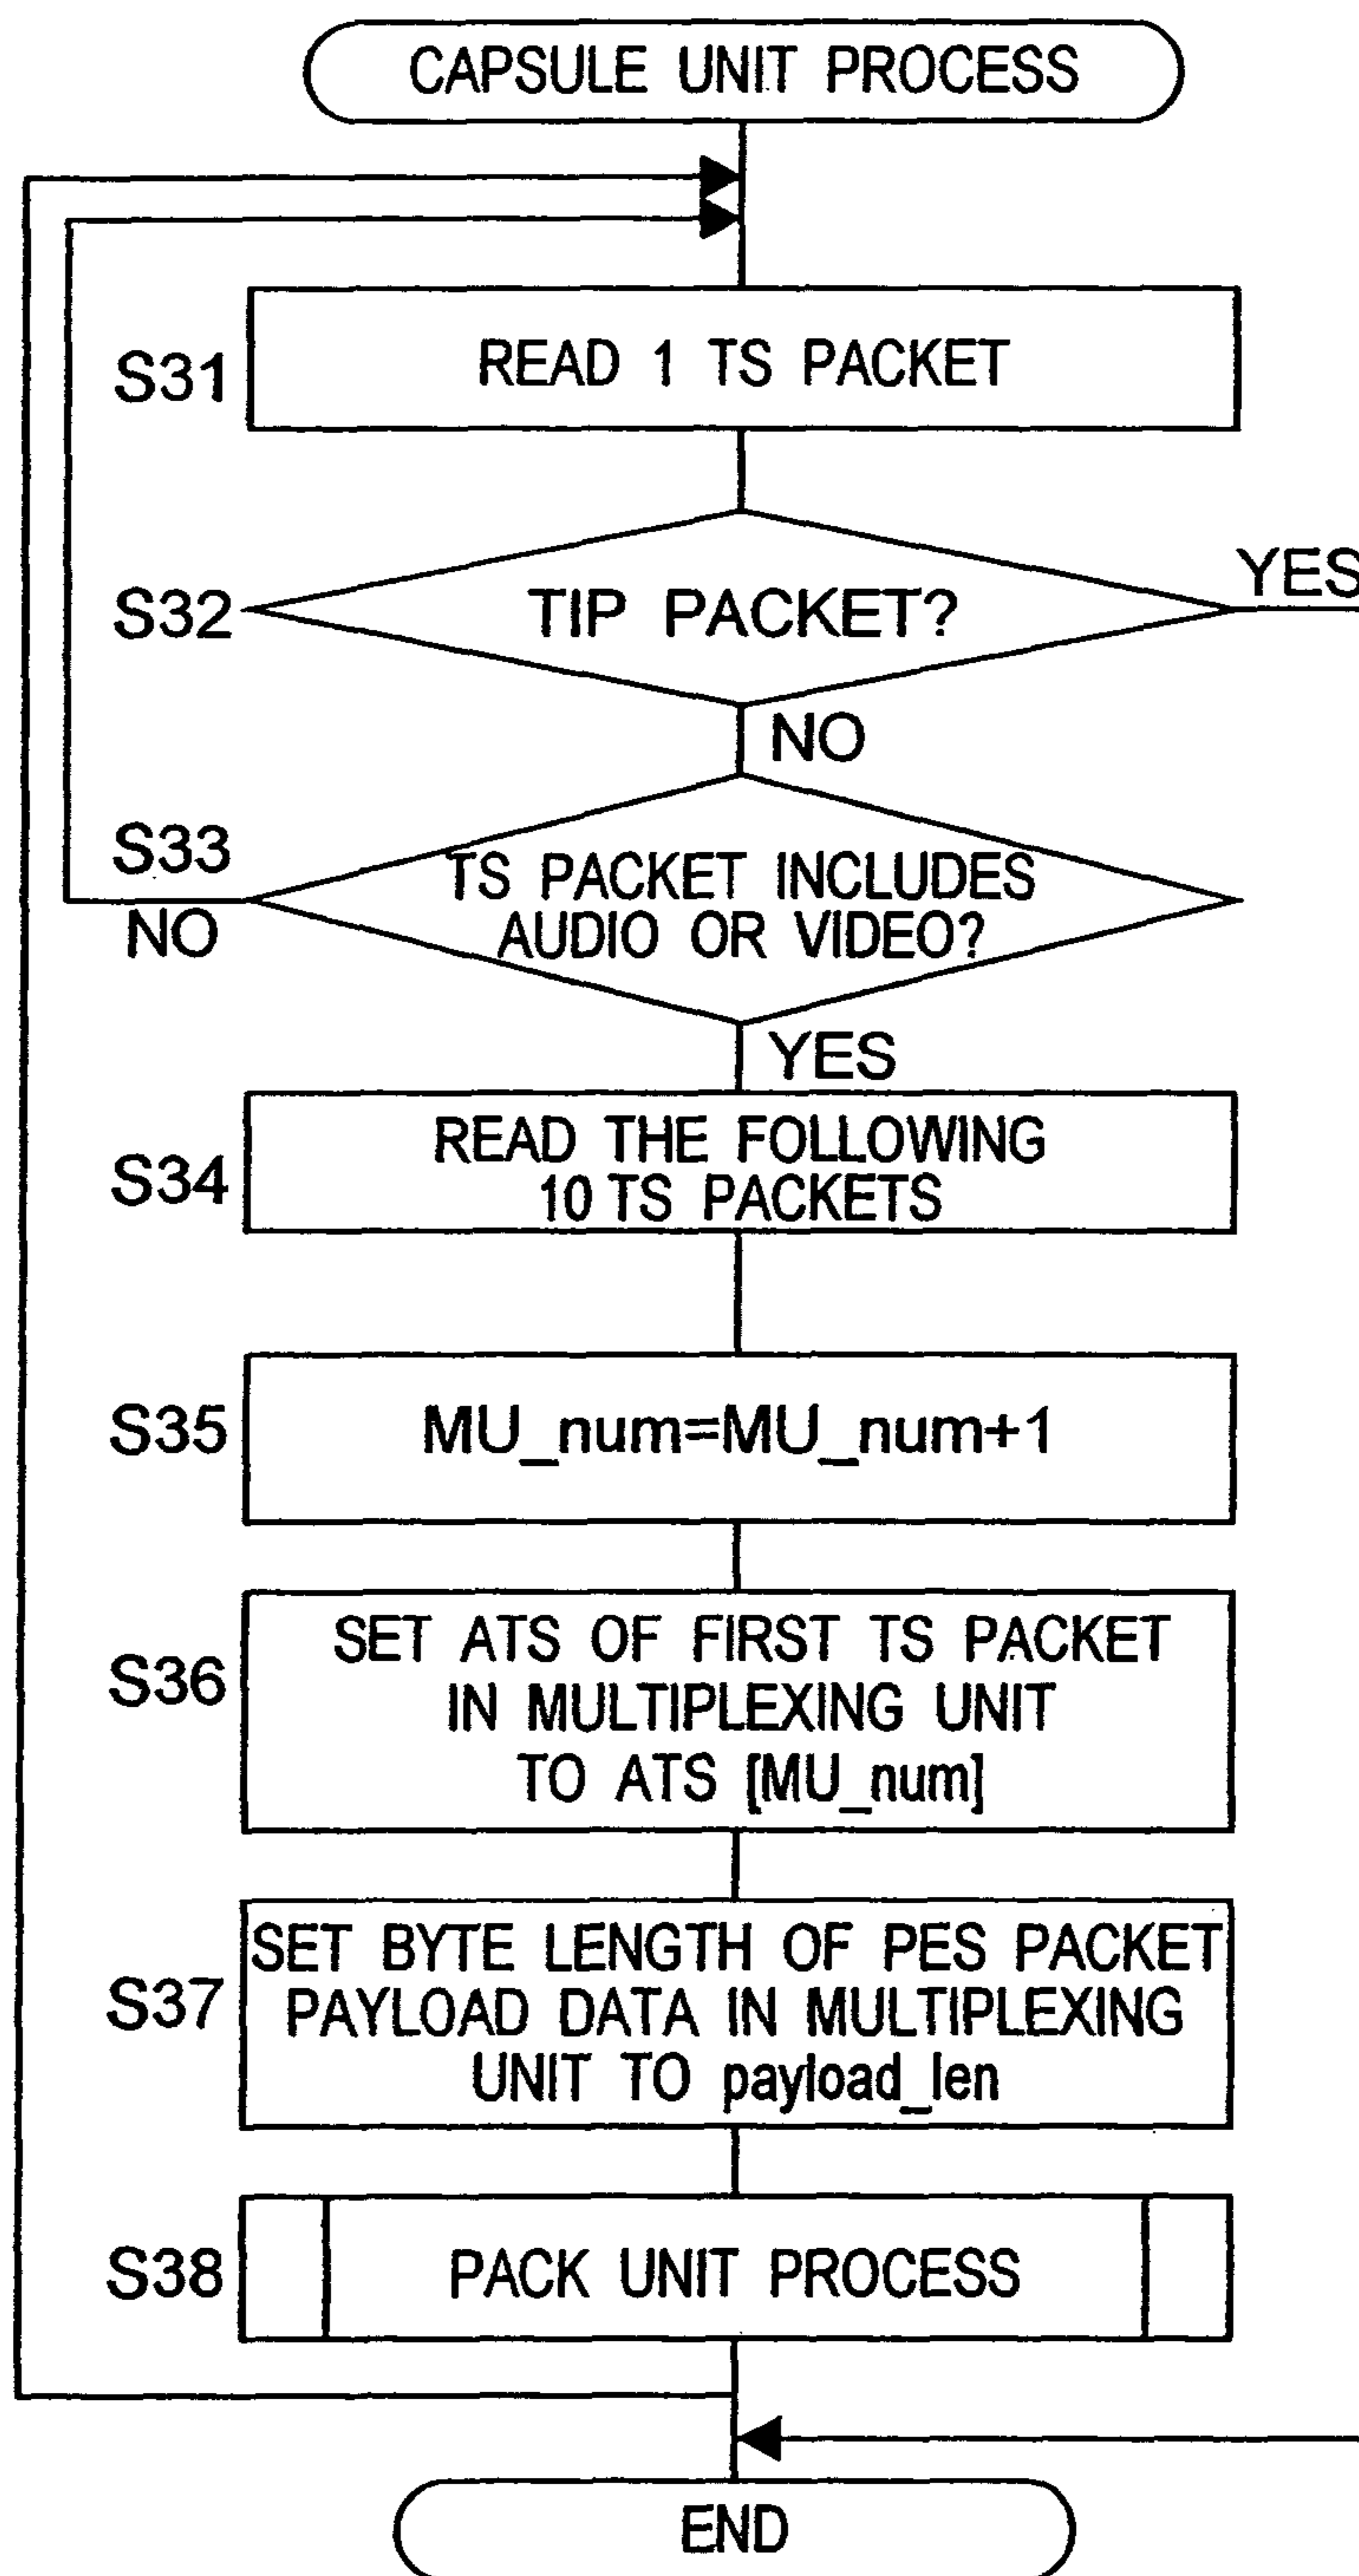 CAPSULE UNIT PROCESS
S31
READ 1 TS PACKET
S32
TIP PACKET?
YES
NO
S33
TS PACKET INCLUDES
AUDIO OR VIDEO?
NO
YES
S34
READ THE FOLLOWING
10 TS PACKETS
S35
MU_num=MU_num+1
S36
SET ATS OF FIRST TS PACKET
IN MULTIPLEXING UNIT
TO ATS [MU_num]
S37
SET BYTE LENGTH OF PES PACKET
PAYLOAD DATA IN MULTIPLEXING
UNIT TO payload_len
S38
PACK UNIT PROCESS
END